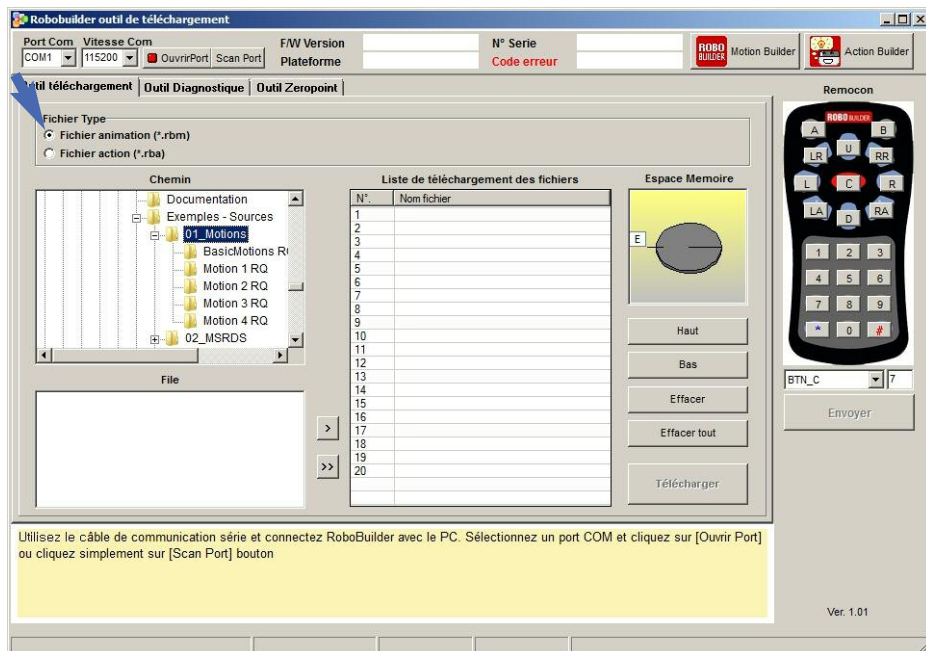 Robobuilder outil de téléchargement
Port Com Vitesse Com F/W Version N° Serie
COM1 115200 OuvrirPort Scan Port Plateforme Code erreur ROBO BUILDER Motion Builder Action Builder
til téléchargement Outil Diagnostique Outil Zeropoint
Remocon
Fichier Type
Fichier animation (*.rbm)
Fichier action (*.rba)
Chemin
Documentation
Exemples - Sources
01_Motions
BasicMotions R
Motion 1 RQ
Motion 2 RQ
Motion 3 RQ
Motion 4 RQ
02_MSRDS
File
>
>>
Liste de téléchargement des fichiers
N°. Nom fichier
1
2
3
4
5
6
7
8
9
10
11
12
13
14
15
16
17
18
19
20
Espace Memoire
E
Haut
Bas
Effacer
Effacer tout
Télécharger
ROBO BUILDER
A B
LR U RR
L C R
LA D RA
1 2 3
4 5 6
7 8 9
* 0 #
BTN_C 7
Envoyer
Utilisez le câble de communication série et connectez RoboBuilder avec le PC. Sélectionnez un port COM et cliquez sur [Ouvrir Port]
ou cliquez simplement sur [Scan Port] bouton
Ver. 1.01